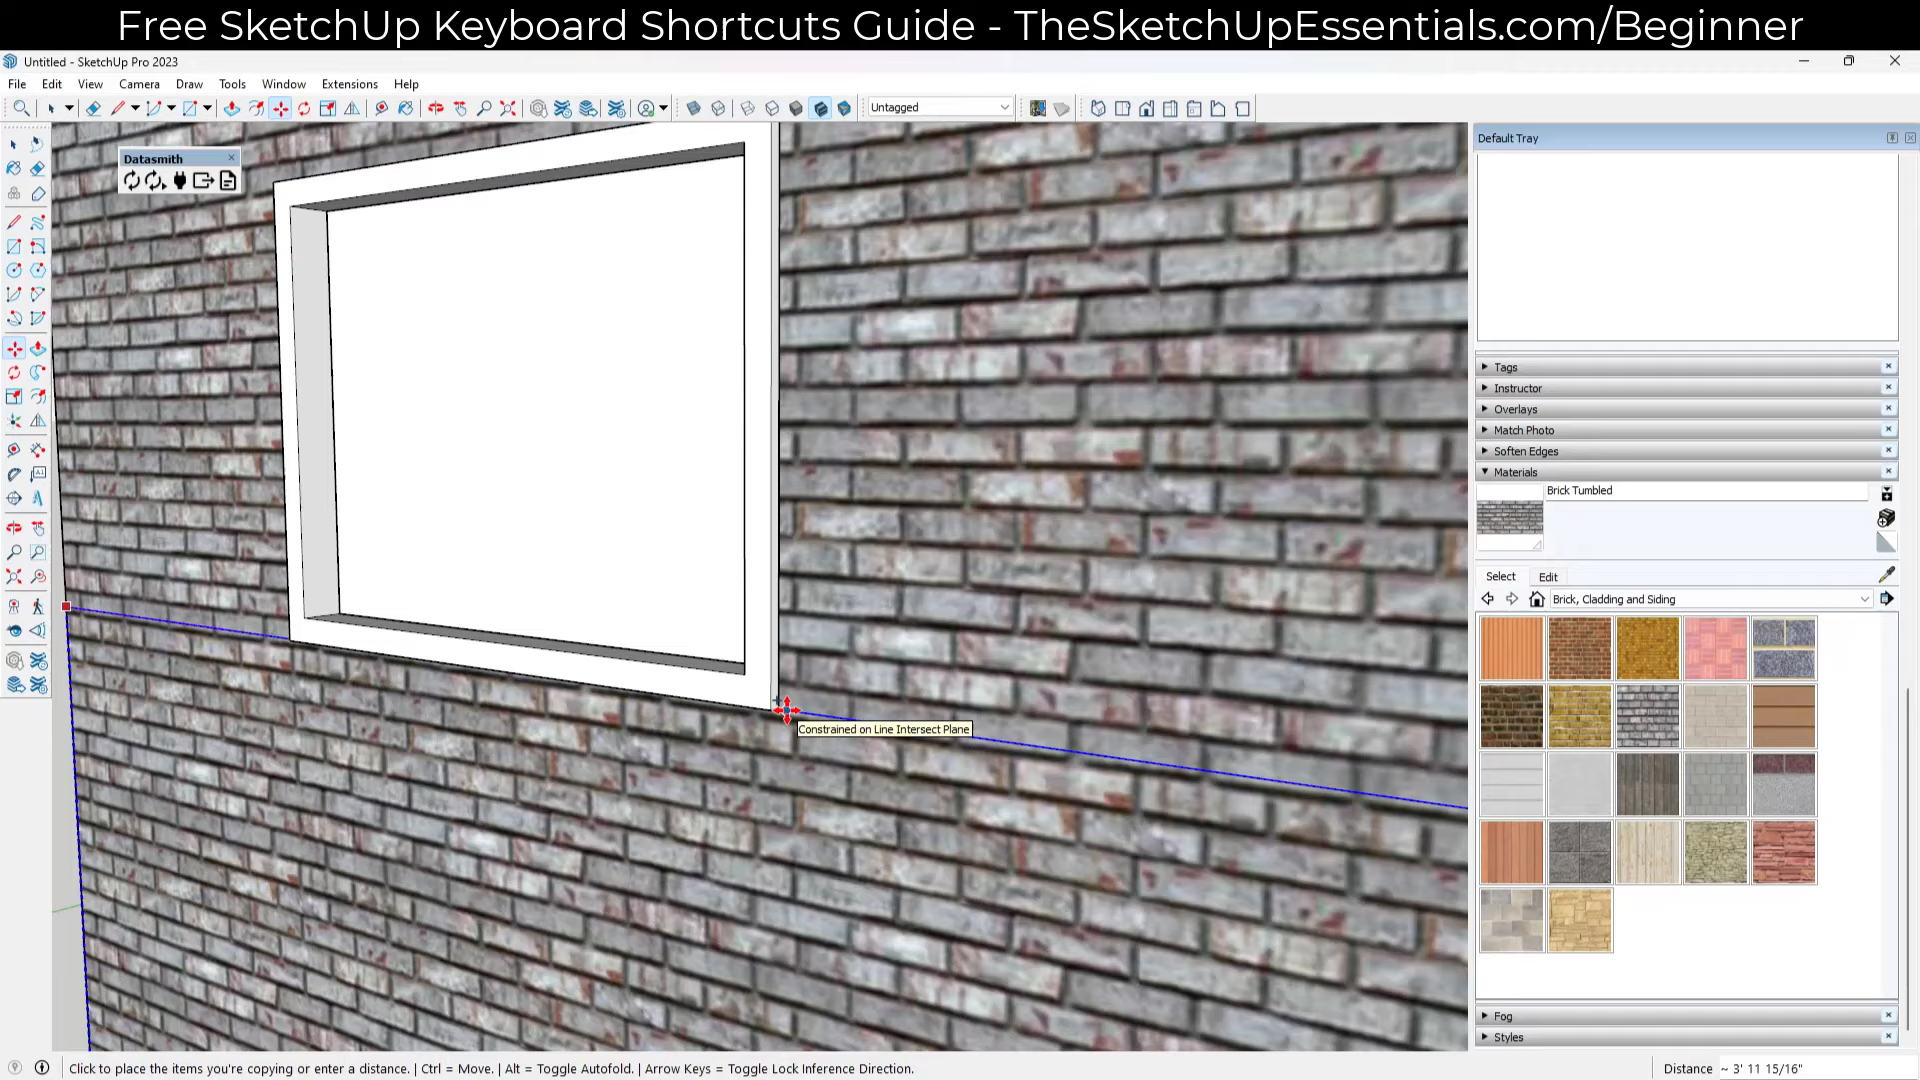 Free SketchUp Keyboard Shortcuts Guide - TheSketchUpEssentials.com/Beginner
Untitled - SketchUp Pro 2023
File Edit View Camera Draw Tools Window Extensions Help
Untagged
Datasmith
Default Tray
Tags
Instructor
Overlays
Match Photo
Soften Edges
Materials
Brick Tumbled
Select Edit
Brick, Cladding and Siding
Constrained on Line Intersect Plane
Fog
Styles
Click to place the items you're copying or enter a distance. | Ctrl = Move. | Alt = Toggle Autofold. | Arrow Keys = Toggle Lock Inference Direction.
Distance ~ 3' 11 15/16"